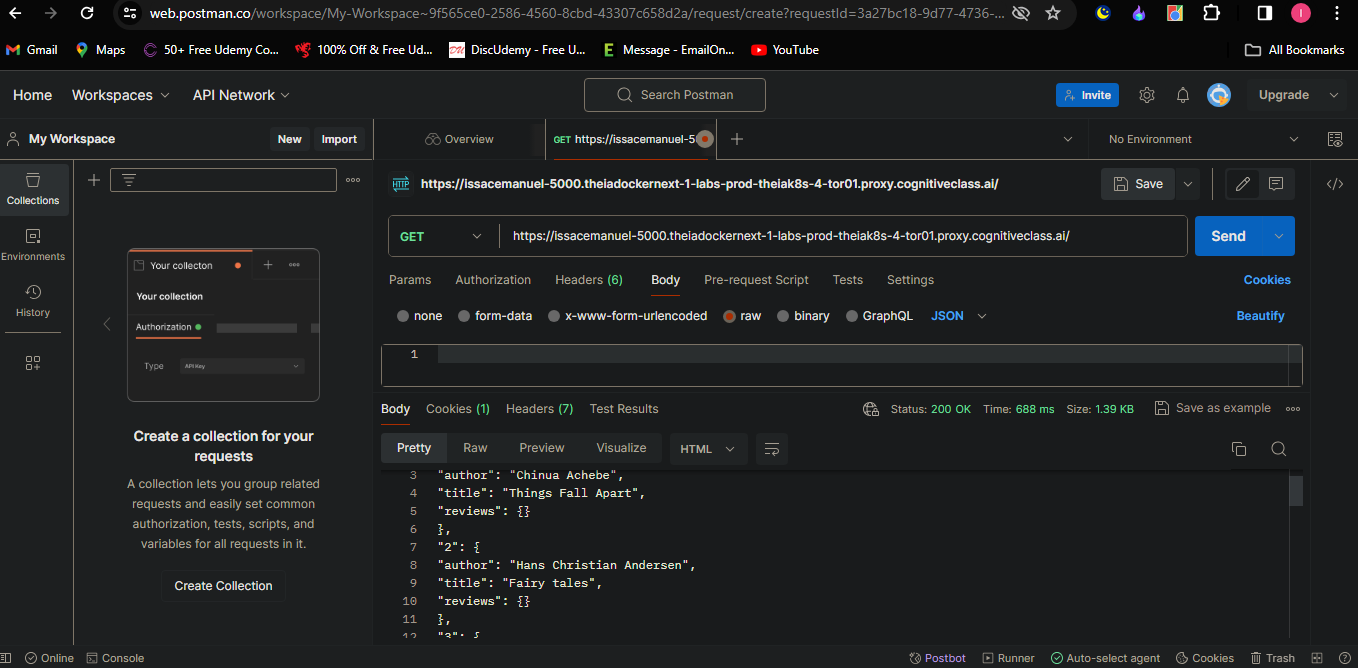 web.postman.co/workspace/My-Workspace~9f565ce0-2586-4560-8cbd-43307c658d2a/request/create?requestId=3a27bc18-9d77-4736-...
Gmail Maps 50+ Free Udemy Co... 100% Off & Free Ud... DU DiscUdemy - Free U... E Message - EmailOn... YouTube All Bookmarks
Home Workspaces API Network Search Postman Invite Upgrade
My Workspace New Import Overview GET https://issacemanuel-50 No Environment
Collections
Environments
History
Your collecton
Your collection
Authorization
Type API Key
Create a collection for your
requests
A collection lets you group related
requests and easily set common
authorization, tests, scripts, and
variables for all requests in it.
Create Collection
HTTP https://issacemanuel-5000.theiadockernext-1-labs-prod-theiak8s-4-tor01.proxy.cognitiveclass.ai/ Save
GET https://issacemanuel-5000.theiadockernext-1-labs-prod-theiak8s-4-tor01.proxy.cognitiveclass.ai/ Send
Params Authorization Headers (6) Body Pre-request Script Tests Settings Cookies
none form-data x-www-form-urlencoded raw binary GraphQL JSON Beautify
1
Body Cookies (1) Headers (7) Test Results Status: 200 OK Time: 688 ms Size: 1.39 KB Save as example
Pretty Raw Preview Visualize HTML
3 "author": "Chinua Achebe",
4 "title": "Things Fall Apart",
5 "reviews": {}
6 },
7 "2": {
8 "author": "Hans Christian Andersen",
9 "title": "Fairy tales",
10 "reviews": {}
11 },
12 "3": {
Online Console Postbot Runner Auto-select agent Cookies Trash